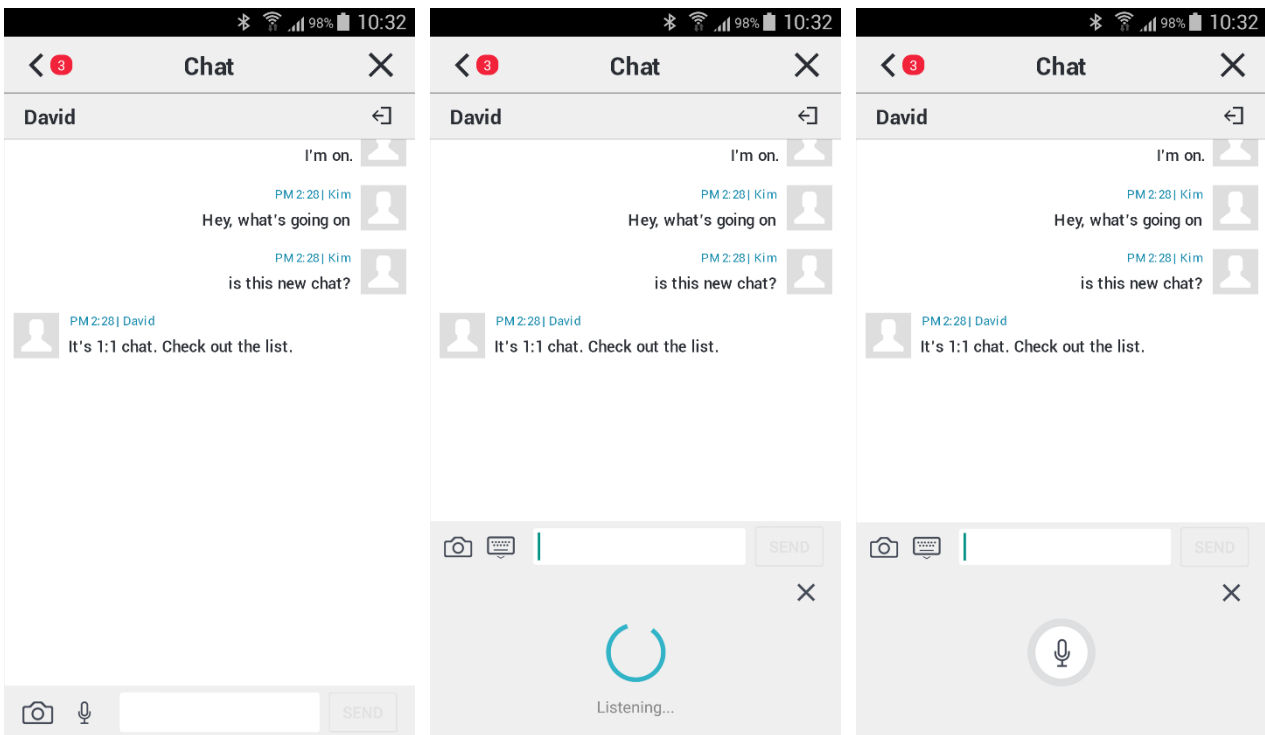 98% 10:32
3 Chat
David
I'm on.
PM 2:28 | Kim
Hey, what's going on
PM 2:28 | Kim
is this new chat?
PM 2:28 | David
It's 1:1 chat. Check out the list.
SEND
98% 10:32
3 Chat
David
I'm on.
PM 2:28 | Kim
Hey, what's going on
PM 2:28 | Kim
is this new chat?
PM 2:28 | David
It's 1:1 chat. Check out the list.
SEND
Listening...
98% 10:32
3 Chat
David
I'm on.
PM 2:28 | Kim
Hey, what's going on
PM 2:28 | Kim
is this new chat?
PM 2:28 | David
It's 1:1 chat. Check out the list.
SEND